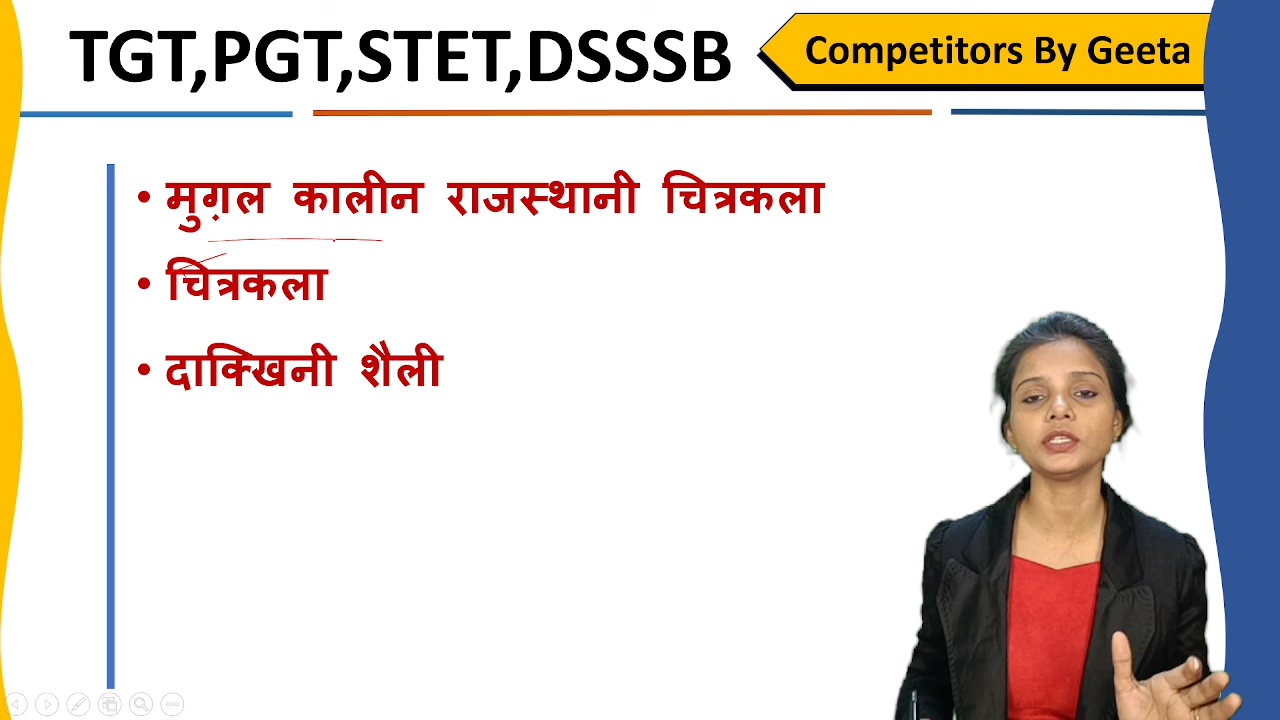 TGT,PGT,STET,DSSSB
Competitors By Geeta
• मुग़ल कालीन राजस्थानी चित्रकला
• चित्रकला
• दाक्खिनी शैली